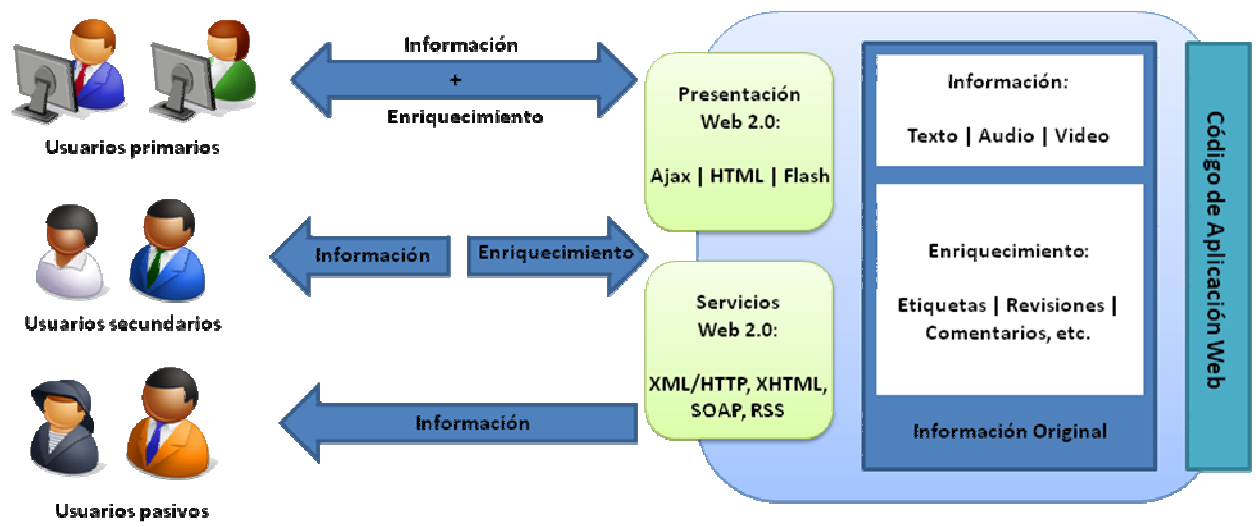 Información
+
Enriquecimiento
Usuarios primarios
Información
Enriquecimiento
Usuarios secundarios
Información
Usuarios pasivos
Presentación
Web 2.0:
Ajax | HTML | Flash
Servicios
Web 2.0:
XML/HTTP, XHTML,
SOAP, RSS
Información:
Texto | Audio | Video
Enriquecimiento:
Etiquetas | Revisiones |
Comentarios, etc.
Información Original
Código de Aplicación Web